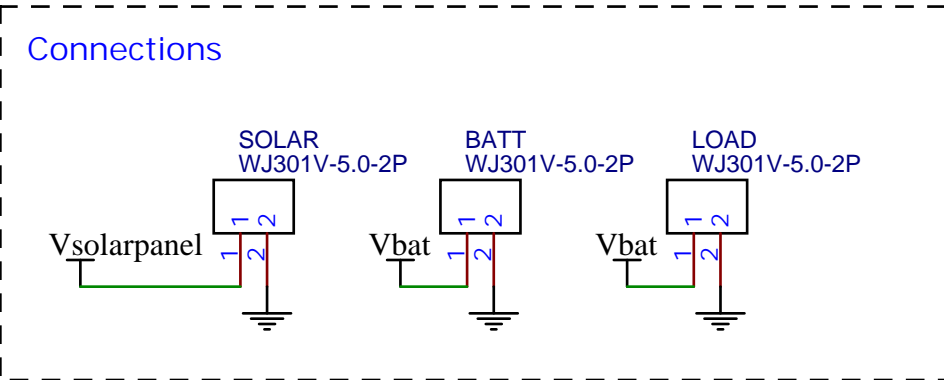 Connections
SOLAR
WJ301V-5.0-2P
BATT
WJ301V-5.0-2P
LOAD
WJ301V-5.0-2P
1 2
1 2
1 2
Vsolarpanel
1 2
Vbat
1 2
Vbat
1 2